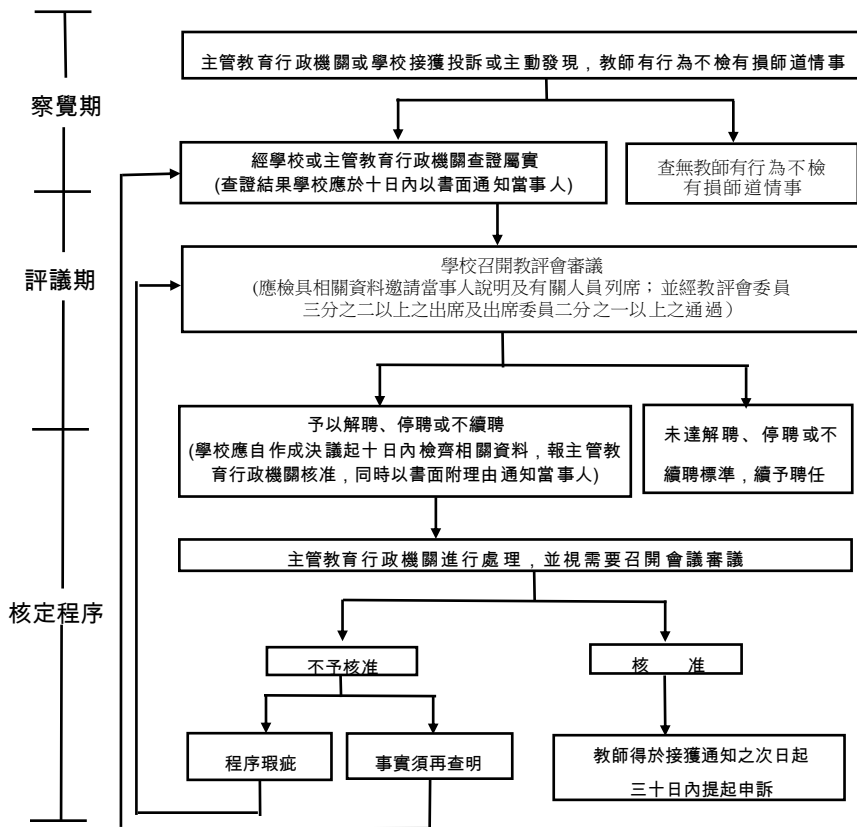 主管教育行政機關或學校接獲投訴或主動發現，教師有行為不檢有損師道情事
察覺期
經學校或主管教育行政機關查證屬實
(查證結果學校應於十日內以書面通知當事人)
查無教師有行為不檢
有損師道情事
評議期
學校召開教評會審議
(應檢具相關資料邀請當事人說明及有關人員列席；並經教評會委員
三分之二以上之出席及出席委員二分之一以上之通過)
予以解聘、停聘或不續聘
(學校應自作成決議起十日內檢齊相關資料，報主管教
育行政機關核准，同時以書面附理由通知當事人)
未達解聘、停聘或不
續聘標準，續予聘任
主管教育行政機關進行處理，並視需要召開會議審議
核定程序
不予核准
核　　准
程序瑕疵
事實須再查明
教師得於接獲通知之次日起
三十日內提起申訴